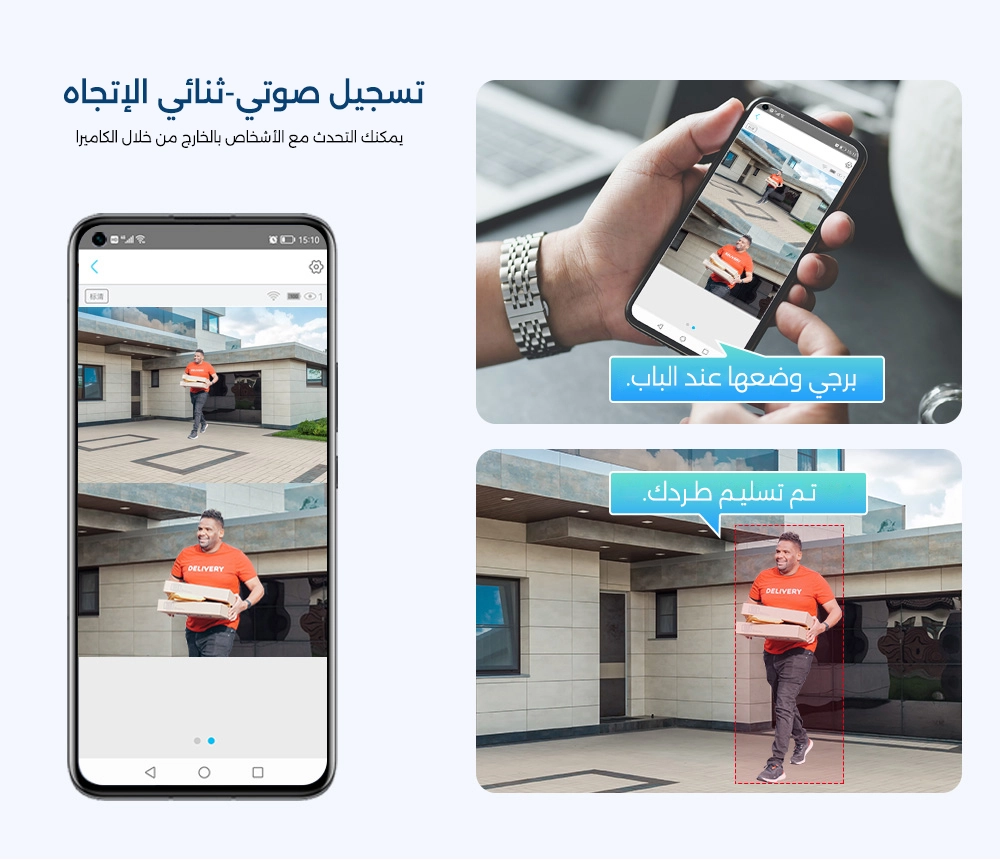 تسجيل صوتي-ثنائي الإتجاه
يمكنك التحدث مع الأشخاص بالخارج من خلال الكاميرا
15:10
标清
1
DELIVERY
DELIVERY
برجي وضعها عند الباب.
تم تسليم طردك.
DELIVERY